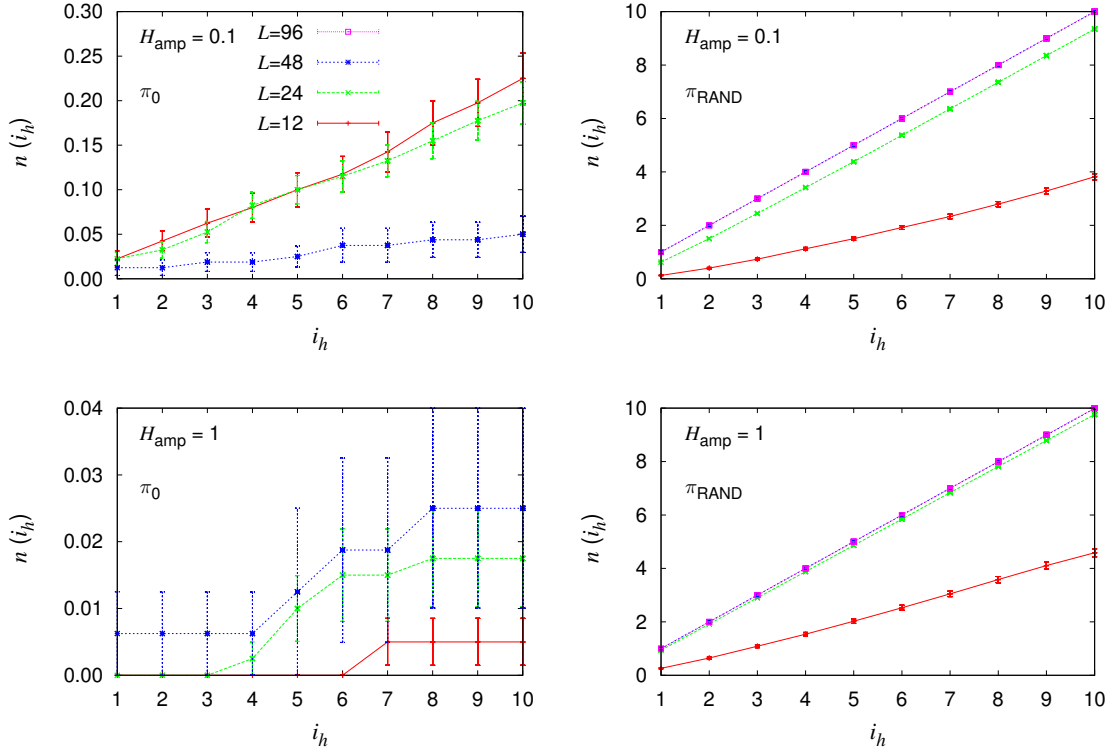 0.30
0.25
0.20
0.15
0.10
0.05
0.00
n (i_h)
H_amp = 0.1
π_0
L=96
L=48
L=24
L=12
1 2 3 4 5 6 7 8 9 10
i_h
10
8
6
4
2
0
n (i_h)
H_amp = 0.1
π_RAND
1 2 3 4 5 6 7 8 9 10
i_h
0.04
0.03
0.02
0.01
0.00
n (i_h)
H_amp = 1
π_0
1 2 3 4 5 6 7 8 9 10
i_h
10
8
6
4
2
0
n (i_h)
H_amp = 1
π_RAND
1 2 3 4 5 6 7 8 9 10
i_h